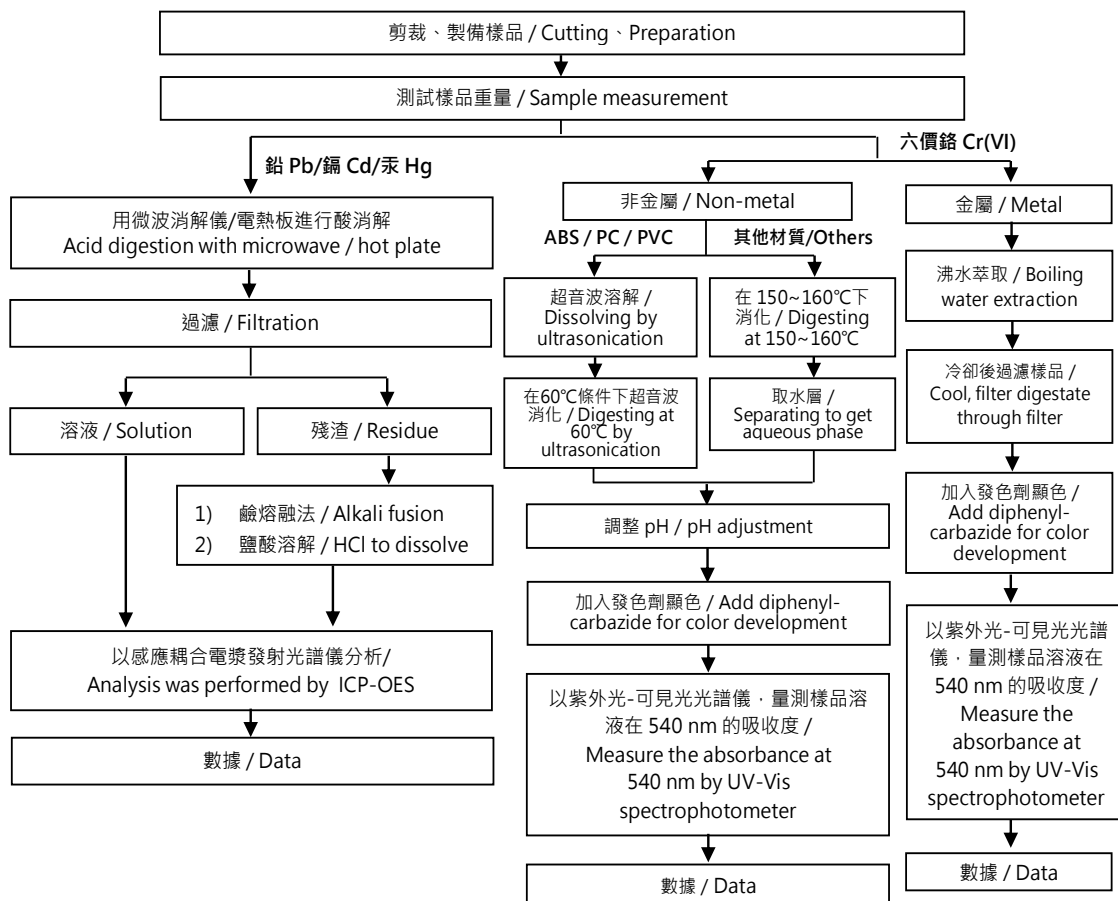 剪裁、製備樣品 / Cutting、Preparation
測試樣品重量 / Sample measurement
鉛 Pb/鎘 Cd/汞 Hg
用微波消解儀/電熱板進行酸消解
Acid digestion with microwave / hot plate
過濾 / Filtration
溶液 / Solution
殘渣 / Residue
1) 鹼熔融法 / Alkali fusion
2) 鹽酸溶解 / HCl to dissolve
以感應耦合電漿發射光譜儀分析/
Analysis was performed by ICP-OES
數據 / Data
六價鉻 Cr(VI)
非金屬 / Non-metal
ABS / PC / PVC
超音波溶解 /
Dissolving by
ultrasonication
在60℃條件下超音波
消化 / Digesting at
60℃ by
ultrasonication
其他材質/Others
在 150~160℃下
消化 / Digesting
at 150~160℃
取水層 /
Separating to get
aqueous phase
調整 pH / pH adjustment
加入發色劑顯色 / Add diphenyl-
carbazide for color development
以紫外光-可見光光譜儀，量測樣品溶
液在 540 nm 的吸收度 /
Measure the absorbance at
540 nm by UV-Vis
spectrophotometer
數據 / Data
金屬 / Metal
沸水萃取 / Boiling
water extraction
冷卻後過濾樣品 /
Cool, filter digestate
through filter
加入發色劑顯色 /
Add diphenyl-
carbazide for color
development
以紫外光-可見光光譜
儀，量測樣品溶液在
540 nm 的吸收度 /
Measure the
absorbance at
540 nm by UV-Vis
spectrophotometer
數據 / Data